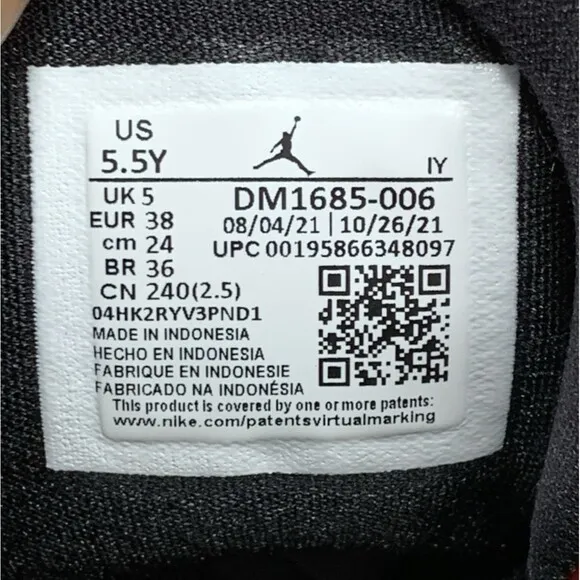 US
5.5Y
IY
UK 5
EUR 38
cm 24
BR 36
CN 240(2.5)
DM1685-006
08/04/21 | 10/26/21
UPC 00195866348097
04HK2RYV3PND1
MADE IN INDONESIA
HECHO EN INDONESIA
FABRIQUE EN INDONESIE
FABRICADO NA INDONÉSIA
This product is covered by one or more patents:
www.nike.com/patentsvirtualmarking